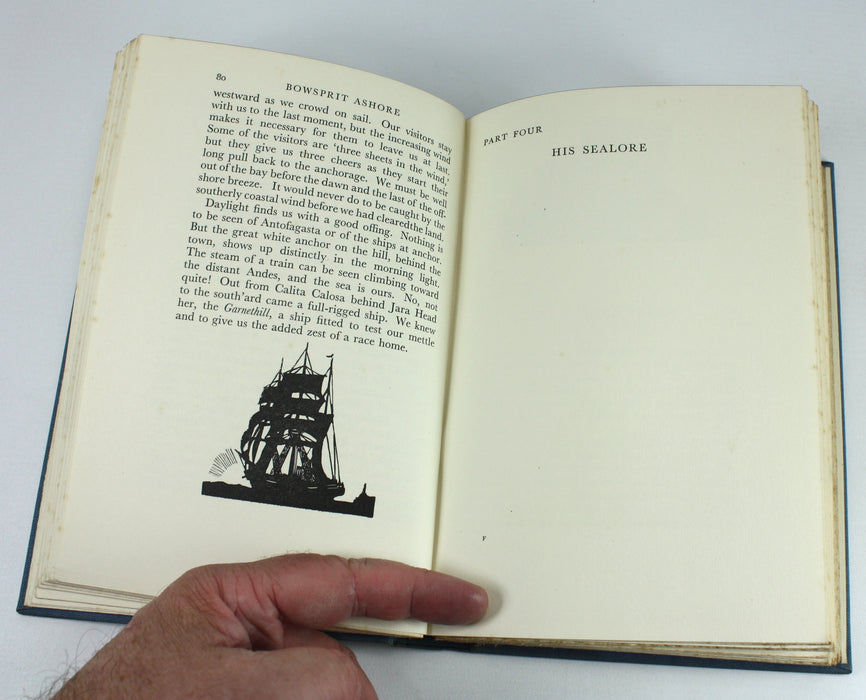 80
BOWSPRIT ASHORE
westward as we crowd on sail. Our visitors stay
with us to the last moment, but the increasing wind
makes it necessary for them to leave us at last.
Some of the visitors are 'three sheets in the wind,'
but they give us three cheers as they start their
long pull back to the anchorage. We must be well
out of the bay before the dawn and the last of the off-
shore breeze. It would never do to be caught by the
southerly coastal wind before we had cleared the land.
Daylight finds us with a good offing. Nothing is
to be seen of Antofagasta or of the ships at anchor.
But the great white anchor on the hill, behind the
town, shows up distinctly in the morning light.
The steam of a train can be seen climbing toward
the distant Andes, and the sea is ours. No, not
quite! Out from Calita Calosa behind Jara Head
to the south'ard came a full-rigged ship. We knew
her, the Garnethill, a ship fitted to test our mettle
and to give us the added zest of a race home.
PART FOUR
HIS SEALORE
F